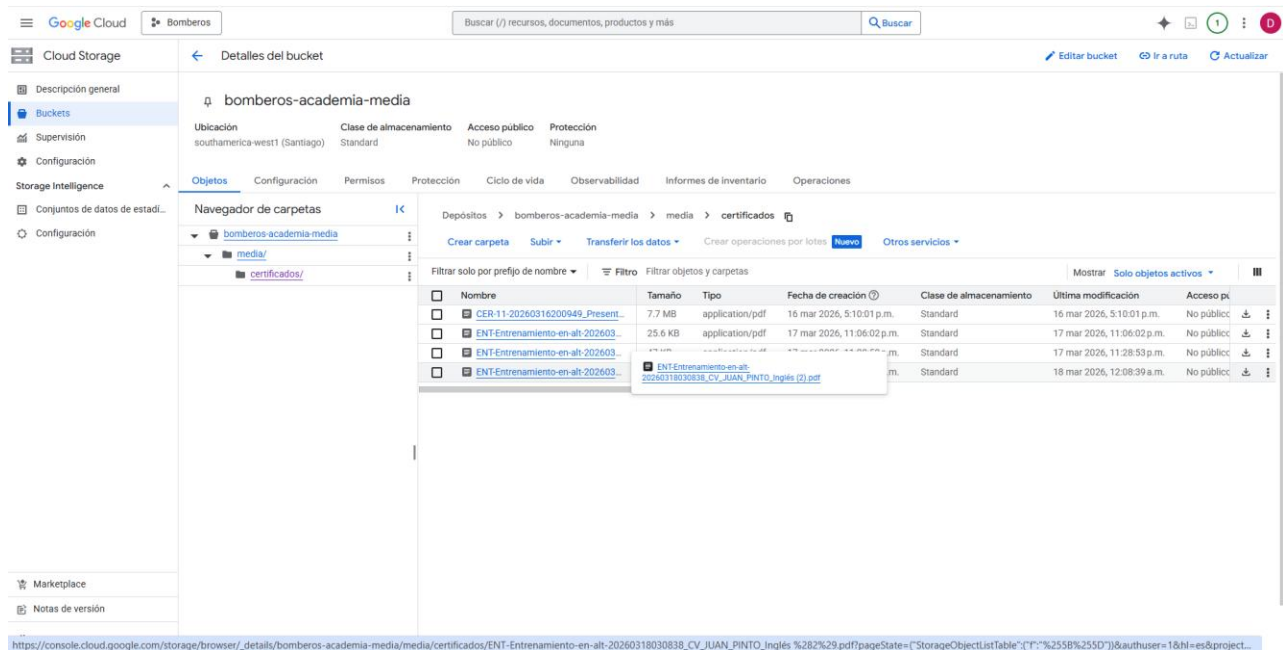 Google Cloud
Bomberos
Buscar (/) recursos, documentos, productos y más
Buscar
1
D
Cloud Storage
Detalles del bucket
Editar bucket
Ir a ruta
Actualizar
Descripción general
Buckets
Supervisión
Configuración
Storage Intelligence
Conjuntos de datos de estadí...
Configuración
bomberos-academia-media
Ubicación Clase de almacenamiento Acceso público Protección
southamerica-west1 (Santiago) Standard No público Ninguna
Objetos Configuración Permisos Protección Ciclo de vida Observabilidad Informes de inventario Operaciones
Navegador de carpetas
bomberos-academia-media
media/
certificados/
Depósitos > bomberos-academia-media > media > certificados
Crear carpeta Subir Transferir los datos Crear operaciones por lotes Nuevo Otros servicios
Filtrar solo por prefijo de nombre Filtro Filtrar objetos y carpetas Mostrar Solo objetos activos
Nombre Tamaño Tipo Fecha de creación Clase de almacenamiento Última modificación Acceso pú
CER-11-20260316200949_Present... 7.7 MB application/pdf 16 mar 2026, 5:10:01 p.m. Standard 16 mar 2026, 5:10:01 p.m. No público
ENT-Entrenamiento-en-alt-202603... 25.6 KB application/pdf 17 mar 2026, 11:06:02 p.m. Standard 17 mar 2026, 11:06:02 p.m. No público
ENT-Entrenamiento-en-alt-202603... Standard 17 mar 2026, 11:28:53 p.m. No público
ENT-Entrenamiento-en-alt-202603... Standard 18 mar 2026, 12:08:39 a.m. No público
ENT-Entrenamiento-en-alt-
20260318030838_CV_JUAN_PINTO_Inglés (2).pdf
Marketplace
Notas de versión
https://console.cloud.google.com/storage/browser/_details/bomberos-academia-media/media/certificados/ENT-Entrenamiento-en-alt-20260318030838_CV_JUAN_PINTO_Inglés %282%29.pdf?pageState=("StorageObjectListTable":("f":"%255B%255D"))&authuser=1&hl=es&project...